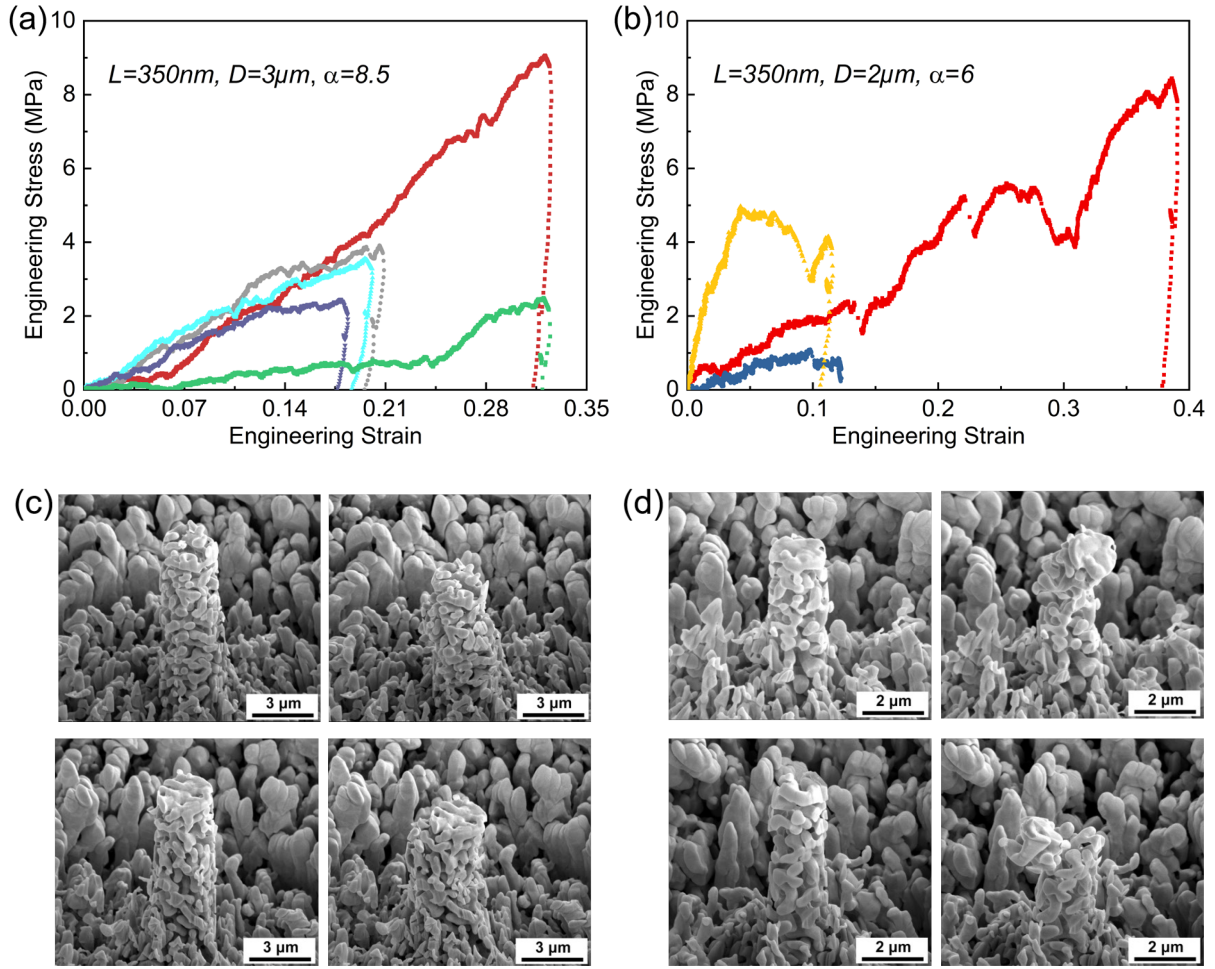 (a)
10
8
6
4
2
0
Engineering Stress (MPa)
L=350nm, D=3µm, α=8.5
0.00 0.07 0.14 0.21 0.28 0.35
Engineering Strain
(b)
10
8
6
4
2
0
Engineering Stress (MPa)
L=350nm, D=2µm, α=6
0.0 0.1 0.2 0.3 0.4
Engineering Strain
(c)
3 µm
3 µm
3 µm
3 µm
(d)
2 µm
2 µm
2 µm
2 µm